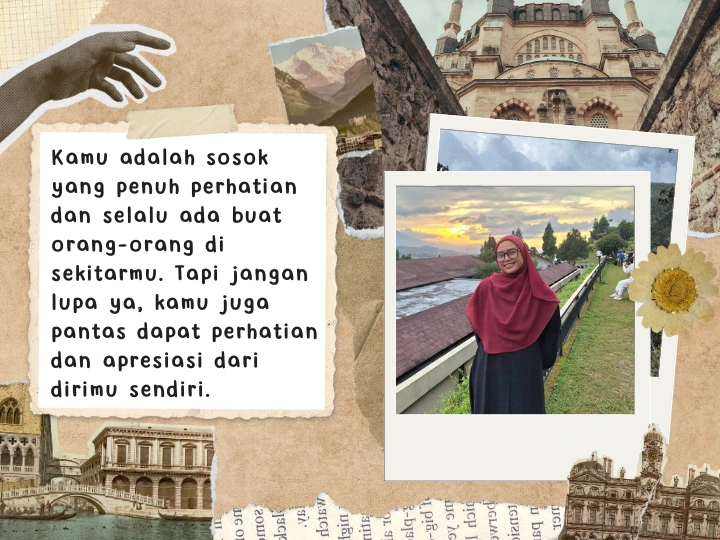 Kamu adalah sosok
yang penuh perhatian
dan selalu ada buat
orang-orang di
sekitarmu. Tapi jangan
lupa ya, kamu juga
pantas dapat perhatian
dan apresiasi dari
dirimu sendiri.